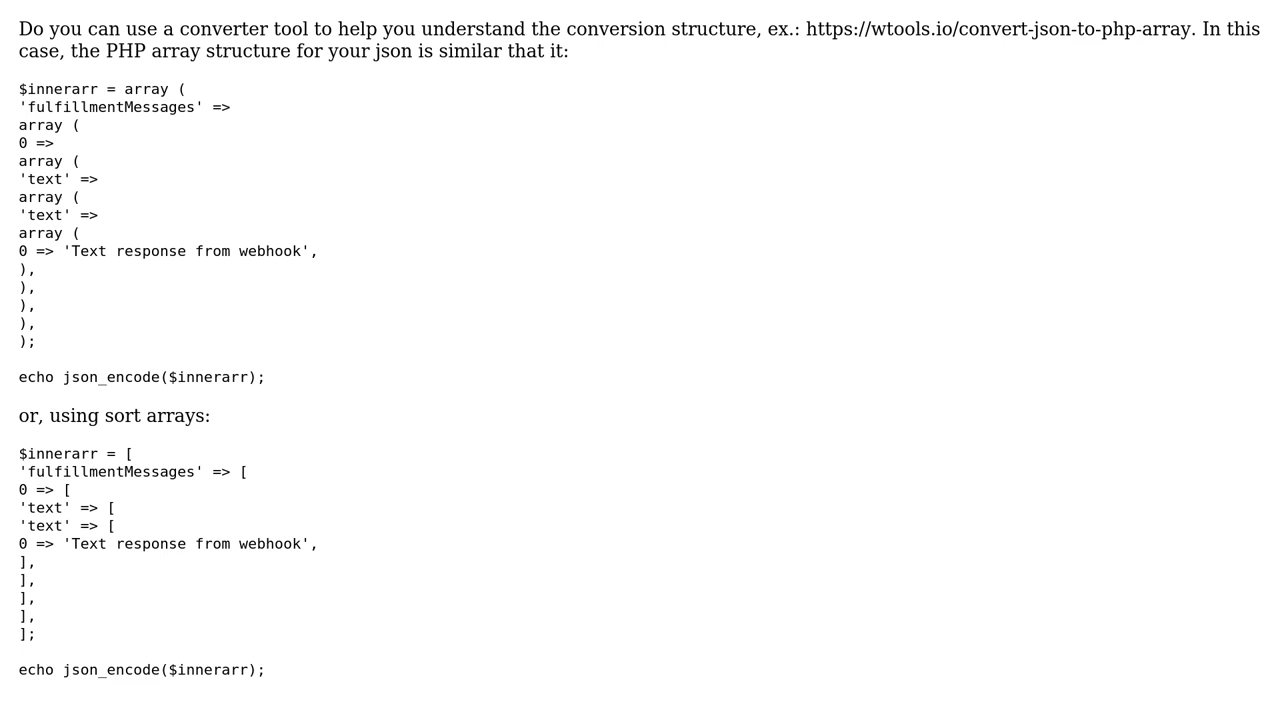 Do you can use a converter tool to help you understand the conversion structure, ex.: https://wtools.io/convert-json-to-php-array. In this
case, the PHP array structure for your json is similar that it:
$innerarr = array (
'fulfillmentMessages' =>
array (
0 =>
array (
'text' =>
array (
'text' =>
array (
0 => 'Text response from webhook',
),
),
),
),
);
echo json_encode($innerarr);
or, using sort arrays:
$innerarr = [
'fulfillmentMessages' => [
0 => [
'text' => [
'text' => [
0 => 'Text response from webhook',
],
],
],
],
];
echo json_encode($innerarr);